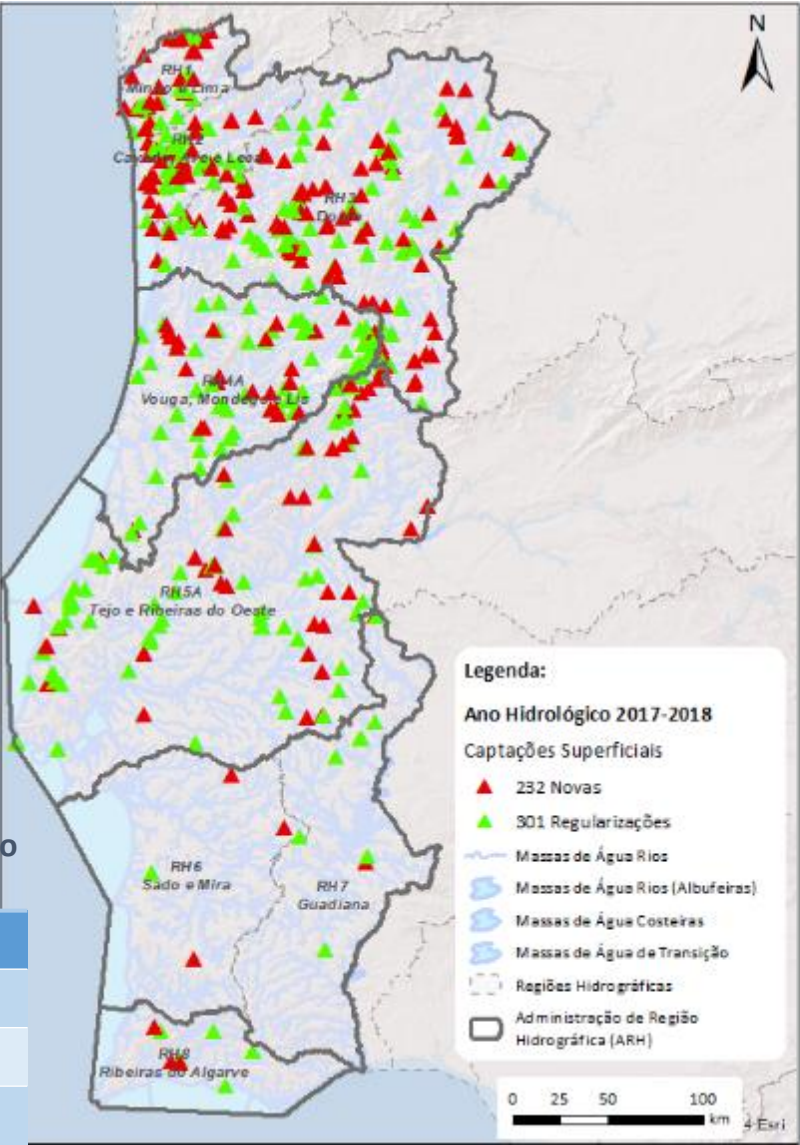 N
RH1
Minho e Lima
RH2
Cavado, Ave e Leca
RH3
Douro
RH4A
Vouga, Mondego e Lis
RH5A
Tejo e Ribeiras do Oeste
RH6
Sado e Mira
RH7
Guadiana
RH8
Ribeiras do Algarve
o
Legenda:
Ano Hidrológico 2017-2018
Captações Superficiais
232 Novas
301 Regularizações
Massas de Água Rios
Massas de Água Rios (Albufeiras)
Massas de Água Costeiras
Massas de Água de Transição
Regiões Hidrográficas
Administração de Região
Hidrográfica (ARH)
0 25 50 100
km
Esri